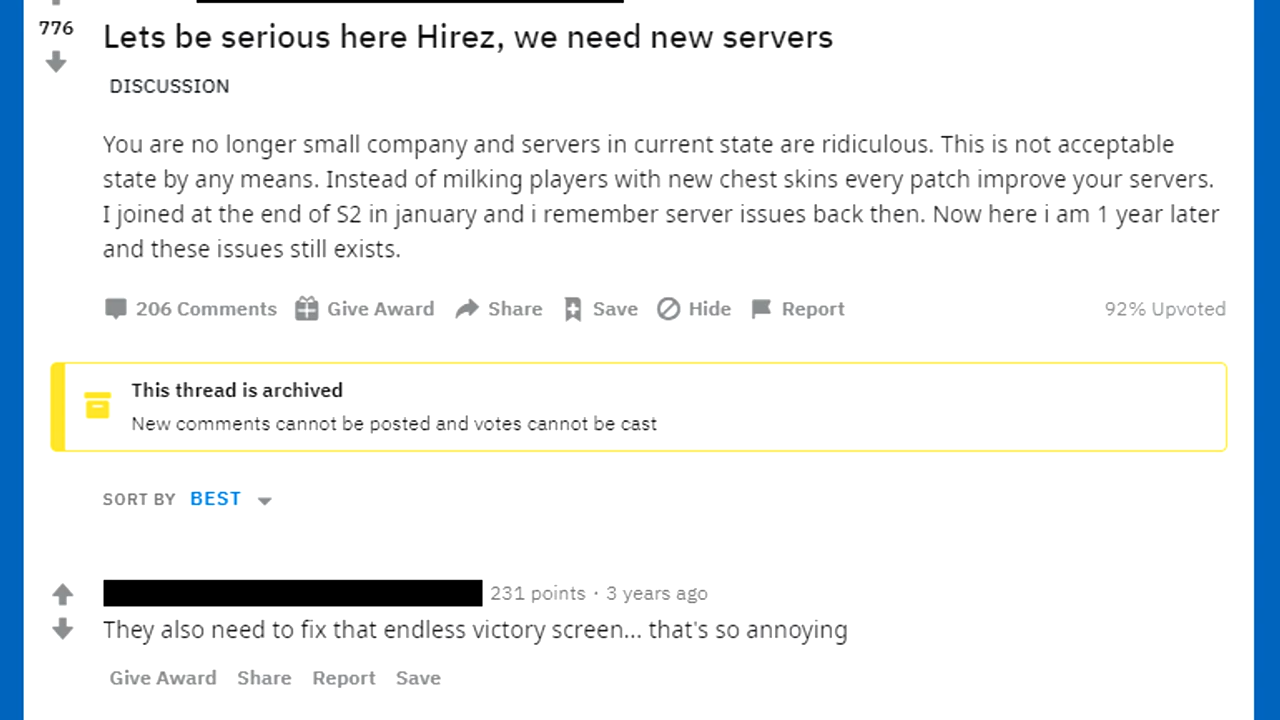 776
Lets be serious here Hirez, we need new servers
DISCUSSION
You are no longer small company and servers in current state are ridiculous. This is not acceptable
state by any means. Instead of milking players with new chest skins every patch improve your servers.
I joined at the end of S2 in january and i remember server issues back then. Now here i am 1 year later
and these issues still exists.
206 Comments Give Award Share Save Hide Report 92% Upvoted
This thread is archived
New comments cannot be posted and votes cannot be cast
SORT BY BEST
231 points · 3 years ago
They also need to fix that endless victory screen... that's so annoying
Give Award Share Report Save